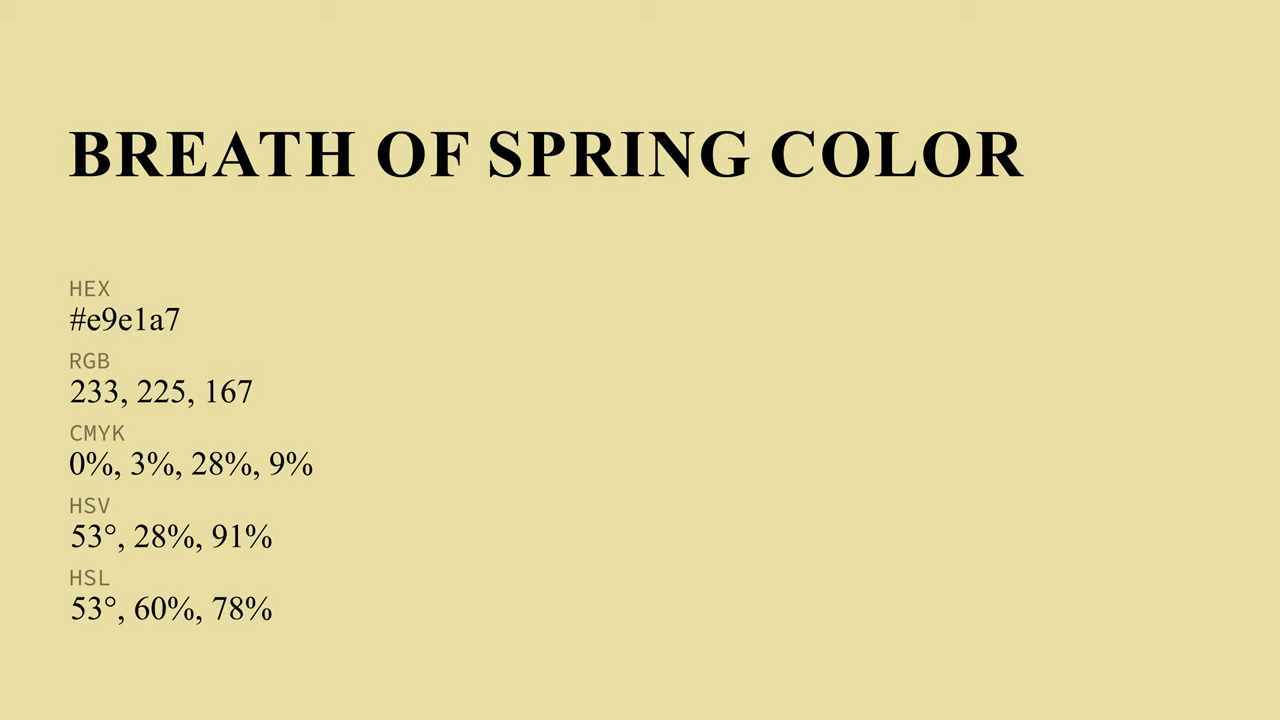 BREATH OF SPRING COLOR
HEX
#e9e1a7
RGB
233, 225, 167
CMYK
0%, 3%, 28%, 9%
HSV
53°, 28%, 91%
HSL
53°, 60%, 78%